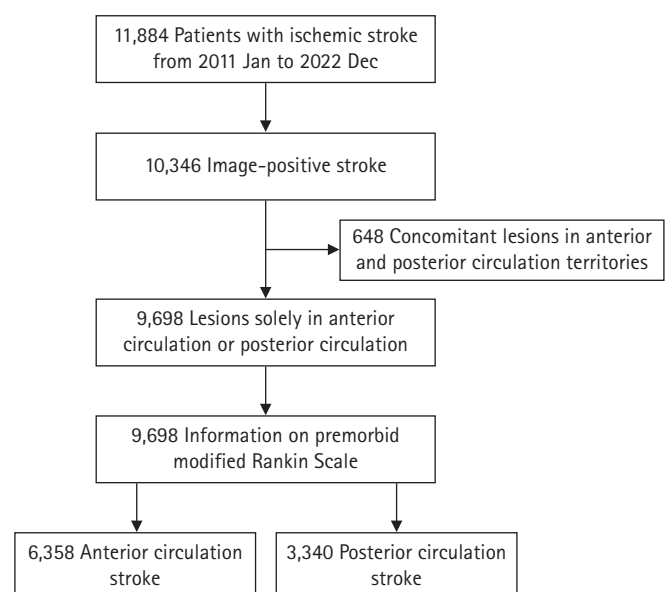 11,884 Patients with ischemic stroke
from 2011 Jan to 2022 Dec
10,346 Image-positive stroke
648 Concomitant lesions in anterior
and posterior circulation territories
9,698 Lesions solely in anterior
circulation or posterior circulation
9,698 Information on premorbid
modified Rankin Scale
6,358 Anterior circulation
stroke
3,340 Posterior circulation
stroke